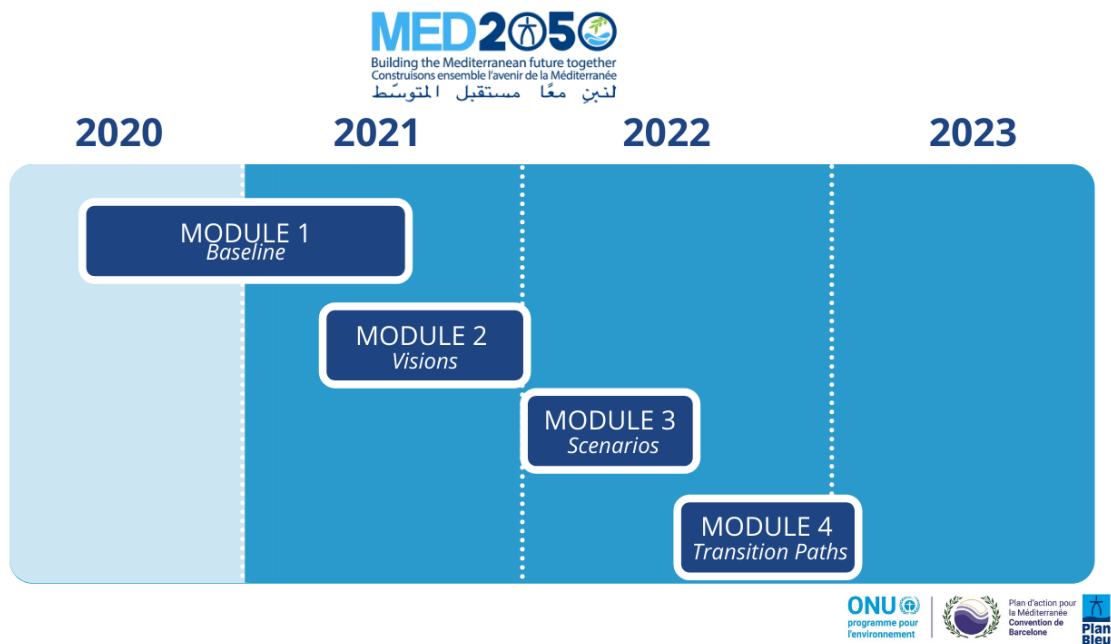 MED2050
Building the Mediterranean future together
Construisons ensemble l'avenir de la Méditerranée
لنبنِ معًا مستقبل المتوسّط
2020 2021 2022 2023
MODULE 1
Baseline
MODULE 2
Visions
MODULE 3
Scenarios
MODULE 4
Transition Paths
ONU
programme pour
l'environnement
Plan d'action pour
la Méditerranée
Convention de
Barcelone
Plan
Bleu